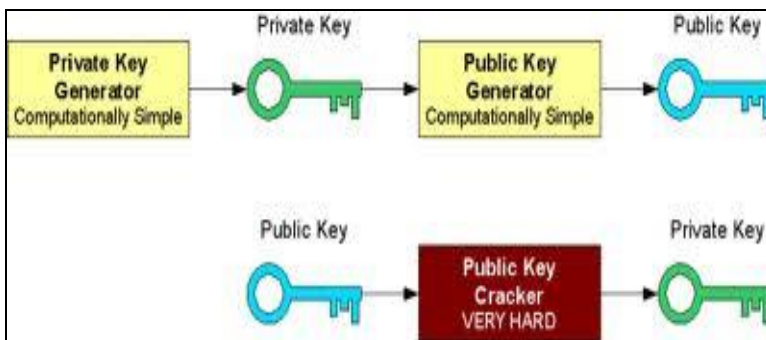 Private Key
Public Key
Private Key
Generator
Computationally Simple
Public Key
Generator
Computationally Simple
Public Key
Private Key
Public Key
Cracker
VERY HARD